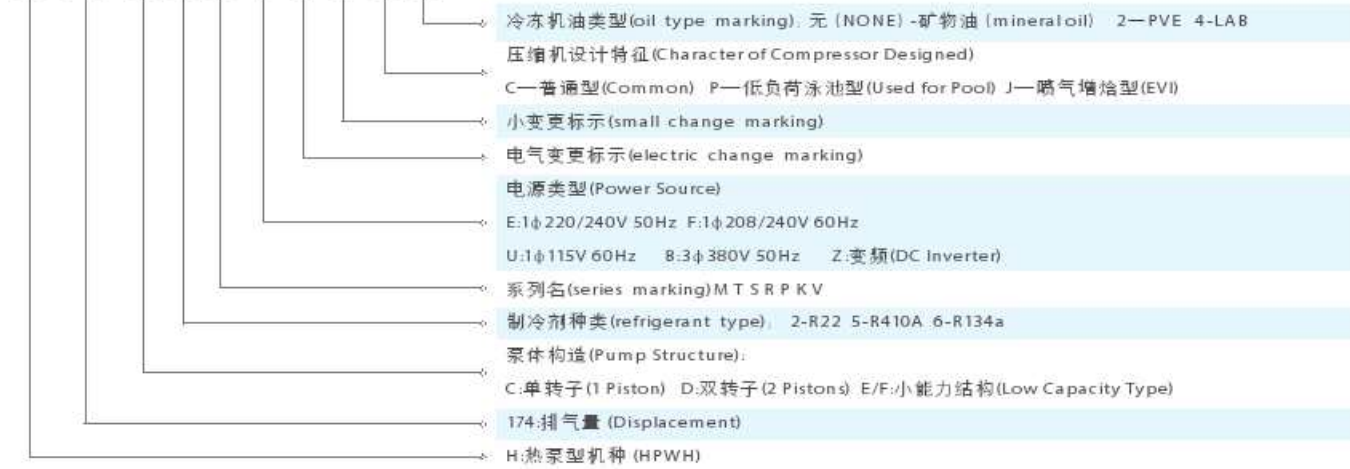 冷冻机油类型(oil type marking), 无 (NONE) -矿物油 (mineral oil) 2—PVE 4-LAB
压缩机设计特征(Character of Compressor Designed)
C—普通型(Common) P—低负荷泳池型(Used for Pool) J—喷气增焓型(EVI)
小变更标示(small change marking)
电气变更标示(electric change marking)
电源类型(Power Source)
E:1ф220/240V 50Hz F:1ф208/240V 60Hz
U:1ф115V 60Hz B:3ф380V 50Hz Z:变频(DC Inverter)
系列名(series marking)M T S R P K V
制冷剂种类(refrigerant type), 2-R22 5-R410A 6-R134a
泵体构造(Pump Structure):
C:单转子(1 Piston) D:双转子(2 Pistons) E/F:小能力结构(Low Capacity Type)
174:排气量 (Displacement)
H:热泵型机种 (HPWH)